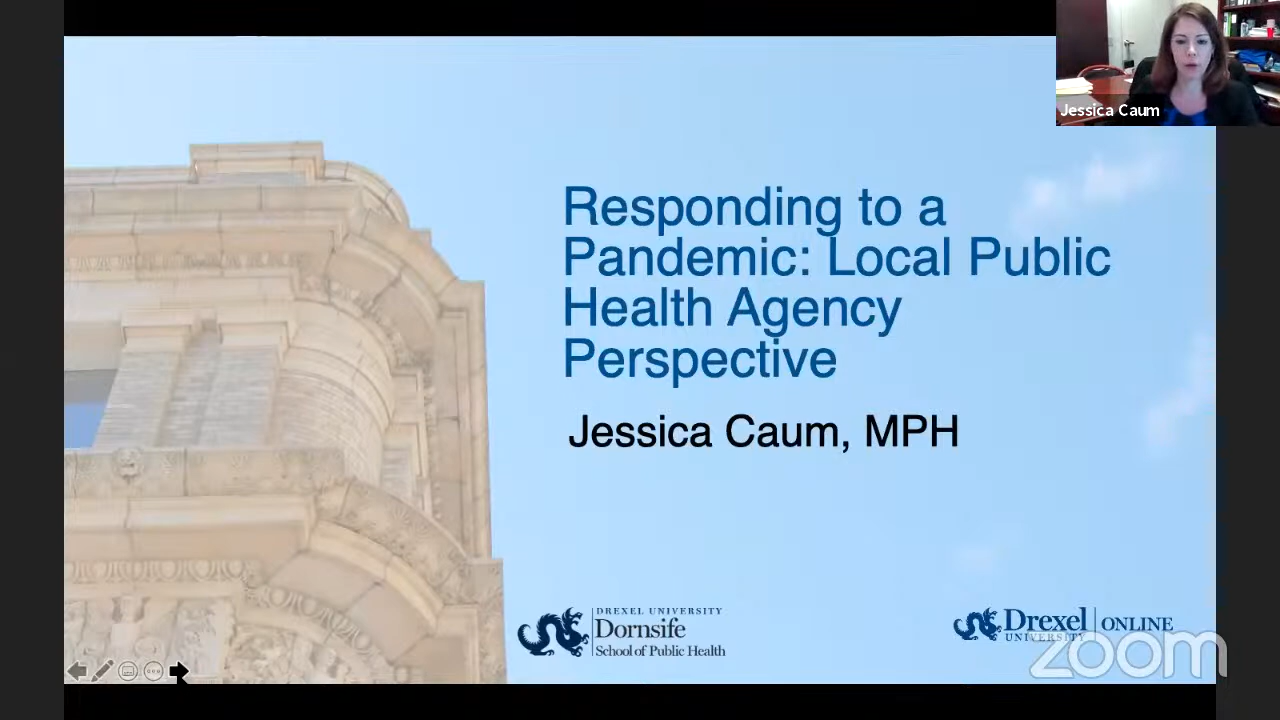 Jessica Caum
Responding to a
Pandemic: Local Public
Health Agency
Perspective
Jessica Caum, MPH
DREXEL UNIVERSITY
Dornsife
School of Public Health
Drexel
UNIVERSITY
ONLINE
zoom